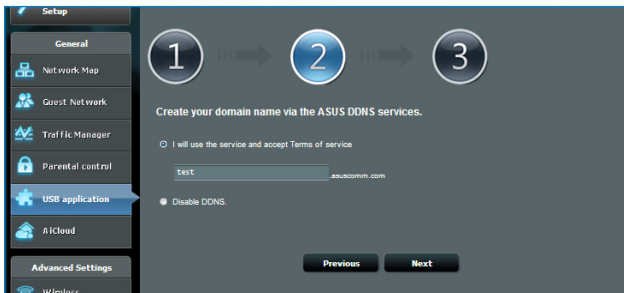 Setup
General
Network Map
Guest Network
Traffic Manager
Parental control
USB application
AiCloud
Advanced Settings
Wireless
1
2
3
Create your domain name via the ASUS DDNS services.
I will use the service and accept Terms of service
test .asuscomm.com
Disable DDNS.
Previous Next